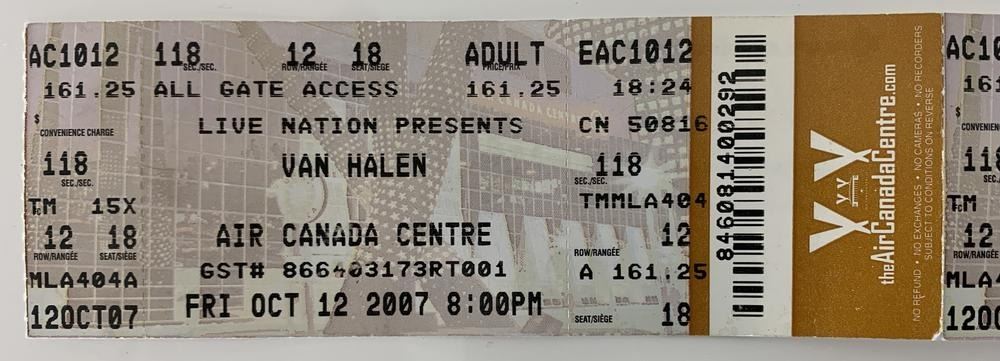 AC1012 118 12 18 ADULT EAC1012
SEC./SEC. ROW/RANGÉE SEAT/SIÈGE PRICE/PRIX
161.25 ALL GATE ACCESS 161.25 18:24
$ CONVENIENCE CHARGE
LIVE NATION PRESENTS CN 50816
118 VAN HALEN 118
SEC./SEC. SEC./SEC.
TM 15X TMMLA404
12 18 AIR CANADA CENTRE 12
ROW/RANGÉE SEAT/SIÈGE ROW/RANGÉE
MLA404A GST# 866403173RT001 A 161.25
12OCT07 FRI OCT 12 2007 8:00PM SEAT/SIÈGE 18
846081400292
theAirCanadaCentre.com
NO REFUND • NO EXCHANGES • NO CAMERAS • NO RECORDERS
SUBJECT TO CONDITIONS ON REVERSE
AC10
161
$
CONVENIEN
118
SEC./SEC.
TM
12
ROW/RANGÉE
MLA4
12OC